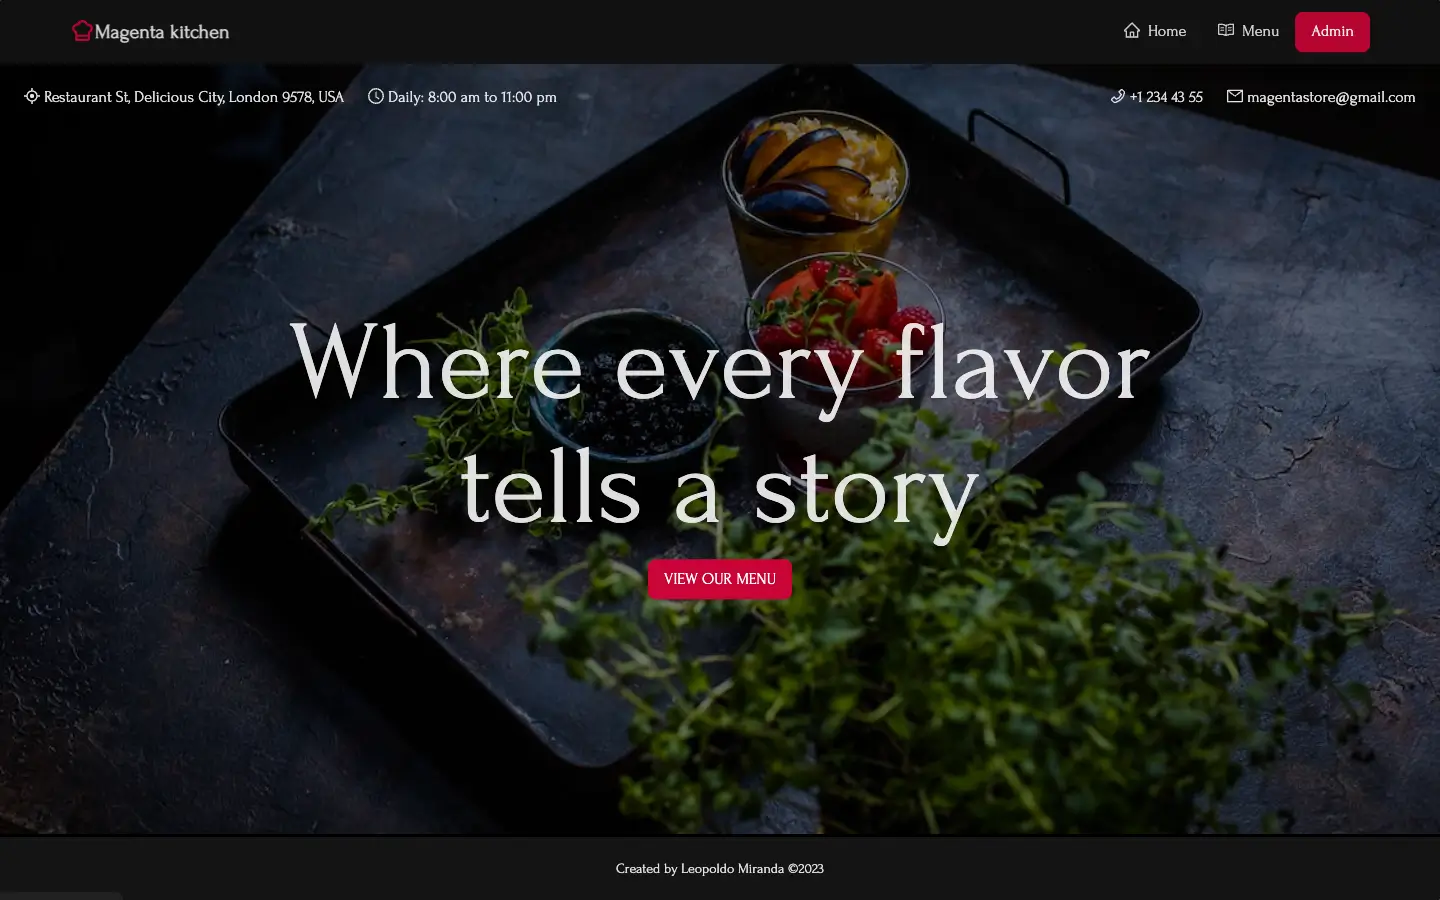 Magenta kitchen
Home
Menu
Admin
Restaurant St, Delicious City, London 9578, USA
Daily: 8:00 am to 11:00 pm
+1 234 43 55
magentastore@gmail.com
Where every flavor
tells a story
VIEW OUR MENU
Created by Leopoldo Miranda ©2023